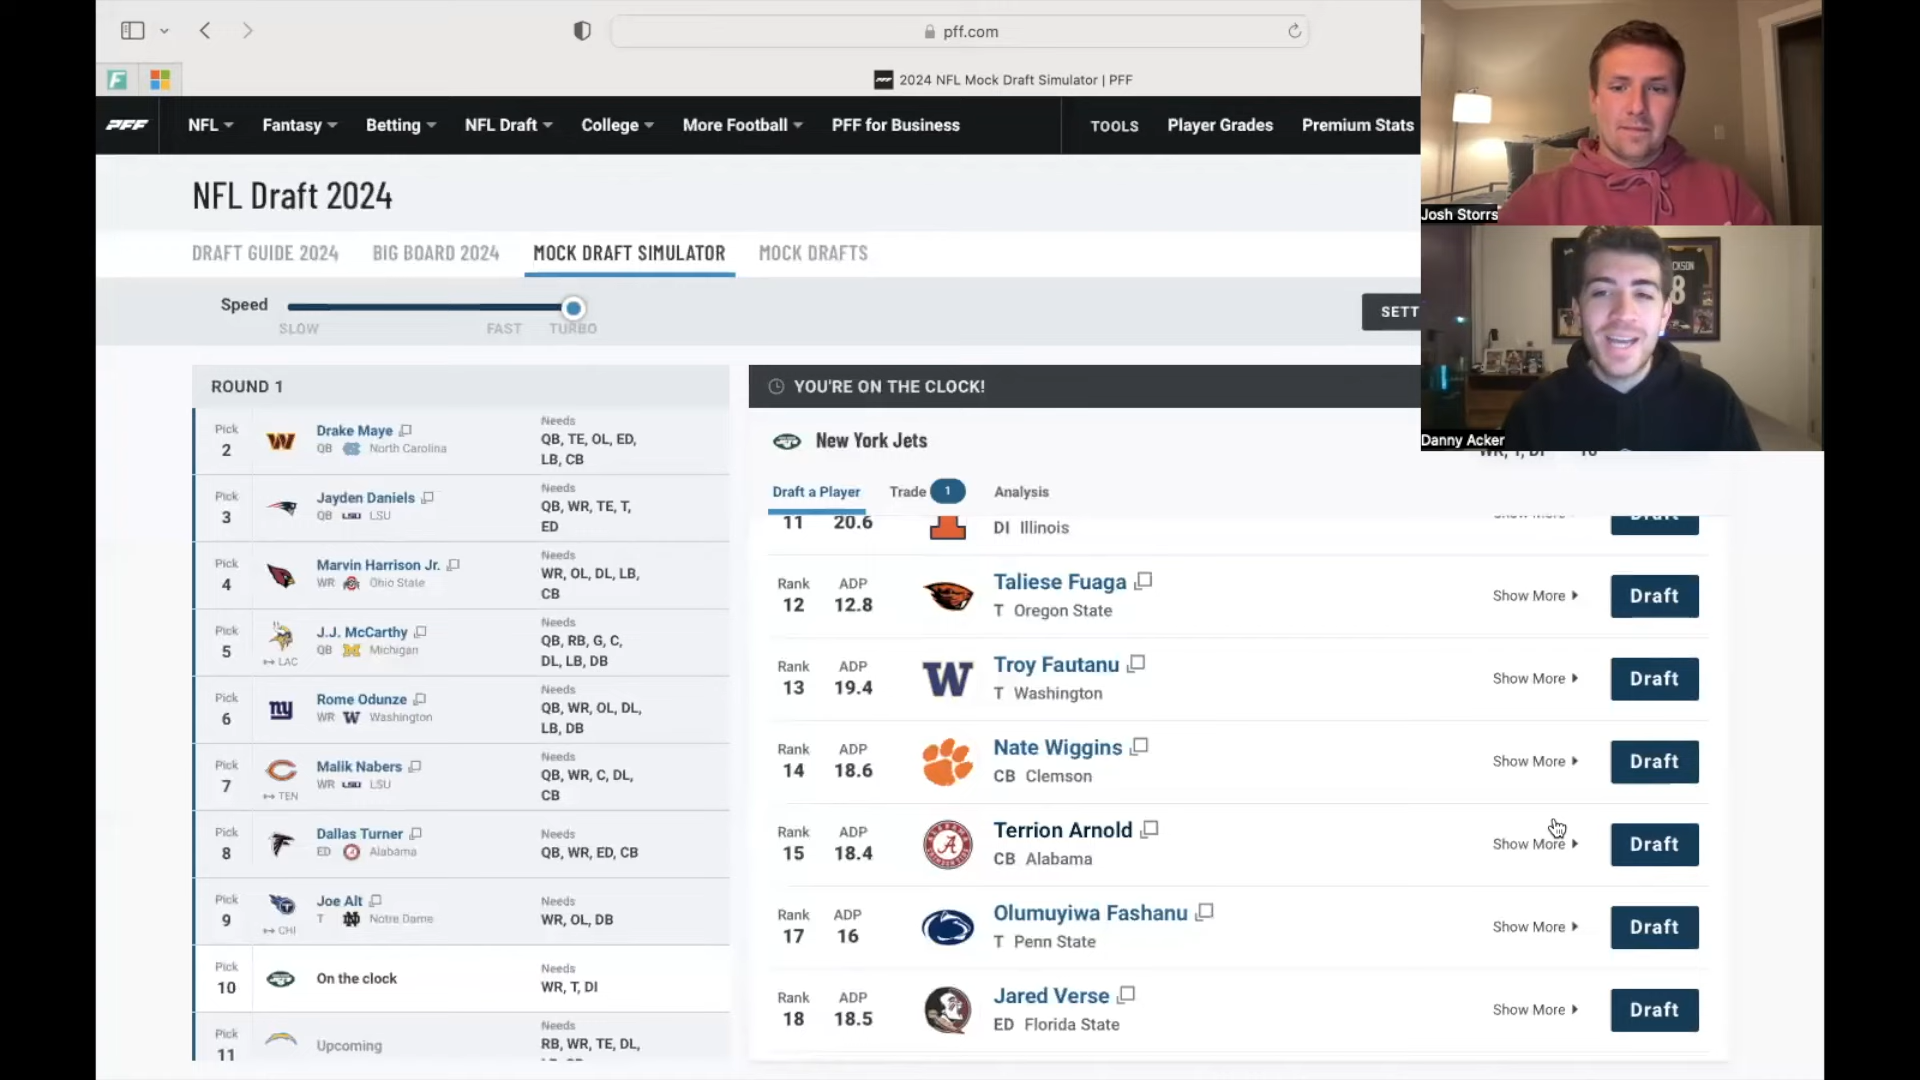 pff.com
2024 NFL Mock Draft Simulator | PFF
PFF
NFL
Fantasy
Betting
NFL Draft
College
More Football
PFF for Business
TOOLS
Player Grades
Premium Stats
Josh Storrs
Danny Acker
NFL Draft 2024
DRAFT GUIDE 2024
BIG BOARD 2024
MOCK DRAFT SIMULATOR
MOCK DRAFTS
Speed
SLOW
FAST
TURBO
SETT
ROUND 1
Pick
2
Drake Maye
QB North Carolina
Needs
QB, TE, OL, ED,
LB, CB
Pick
3
Jayden Daniels
QB LSU LSU
Needs
QB, WR, TE, T,
ED
Pick
4
Marvin Harrison Jr.
WR Ohio State
Needs
WR, OL, DL, LB,
CB
Pick
5
LAC
J.J. McCarthy
QB Michigan
Needs
QB, RB, G, C,
DL, LB, DB
Pick
6
ny
Rome Odunze
WR W Washington
Needs
QB, WR, OL, DL,
LB, DB
Pick
7
TEN
Malik Nabers
WR LSU LSU
Needs
QB, WR, C, DL,
CB
Pick
8
Dallas Turner
ED Alabama
Needs
QB, WR, ED, CB
Pick
9
CHI
Joe Alt
T Notre Dame
Needs
WR, OL, DB
Pick
10
On the clock
Needs
WR, T, DI
Pick
11
Upcoming
Needs
RB, WR, TE, DL,
YOU'RE ON THE CLOCK!
New York Jets
Draft a Player
Trade 1
Analysis
11 20.6
DI Illinois
Draft
Rank ADP
12 12.8
Taliese Fuaga
T Oregon State
Show More
Draft
Rank ADP
13 19.4
W
Troy Fautanu
T Washington
Show More
Draft
Rank ADP
14 18.6
Nate Wiggins
CB Clemson
Show More
Draft
Rank ADP
15 18.4
Terrion Arnold
CB Alabama
Show More
Draft
Rank ADP
17 16
Olumuyiwa Fashanu
T Penn State
Show More
Draft
Rank ADP
18 18.5
Jared Verse
ED Florida State
Show More
Draft